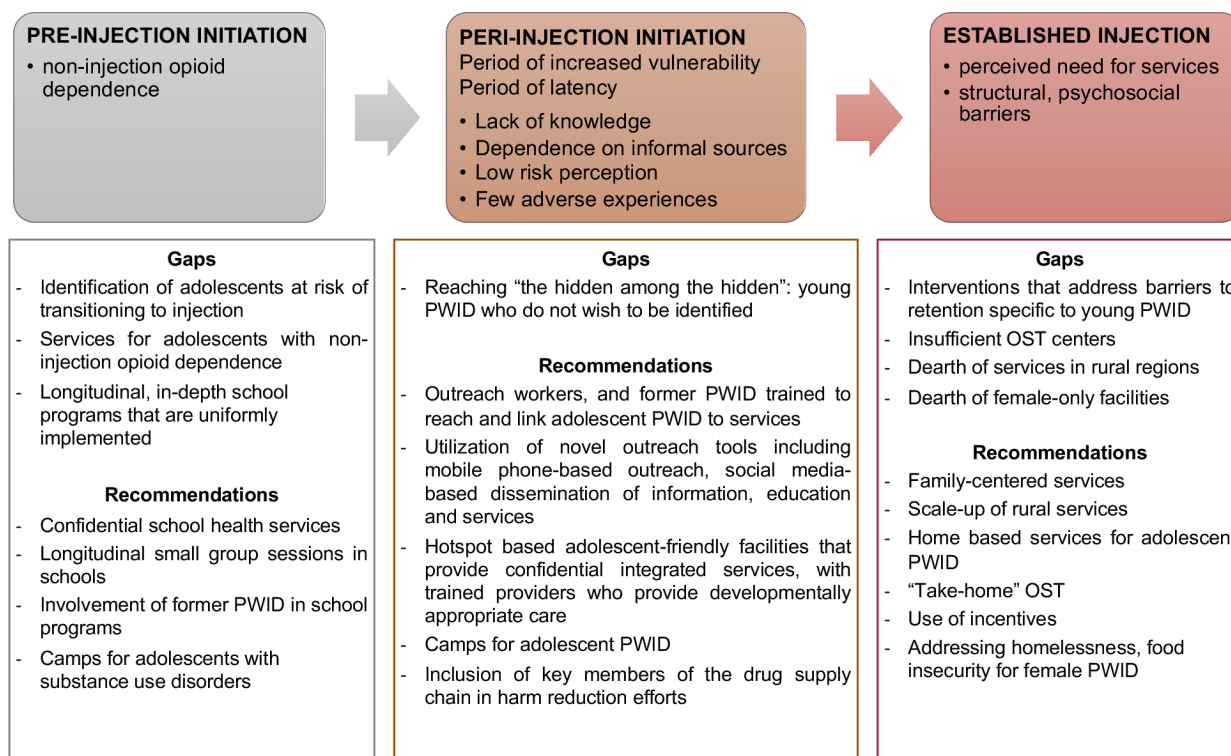 PRE-INJECTION INITIATION
• non-injection opioid
dependence
PERI-INJECTION INITIATION
Period of increased vulnerability
Period of latency
• Lack of knowledge
• Dependence on informal sources
• Low risk perception
• Few adverse experiences
ESTABLISHED INJECTION
• perceived need for services
• structural, psychosocial
barriers
Gaps
- Identification of adolescents at risk of
transitioning to injection
- Services for adolescents with non-
injection opioid dependence
- Longitudinal, in-depth school
programs that are uniformly
implemented
Recommendations
- Confidential school health services
- Longitudinal small group sessions in
schools
- Involvement of former PWID in school
programs
- Camps for adolescents with
substance use disorders
Gaps
- Reaching “the hidden among the hidden”: young
PWID who do not wish to be identified
Recommendations
- Outreach workers, and former PWID trained to
reach and link adolescent PWID to services
- Utilization of novel outreach tools including
mobile phone-based outreach, social media-
based dissemination of information, education
and services
- Hotspot based adolescent-friendly facilities that
provide confidential integrated services, with
trained providers who provide developmentally
appropriate care
- Camps for adolescent PWID
- Inclusion of key members of the drug supply
chain in harm reduction efforts
Gaps
- Interventions that address barriers to
retention specific to young PWID
- Insufficient OST centers
- Dearth of services in rural regions
- Dearth of female-only facilities
Recommendations
- Family-centered services
- Scale-up of rural services
- Home based services for adolescent
PWID
- “Take-home” OST
- Use of incentives
- Addressing homelessness, food
insecurity for female PWID